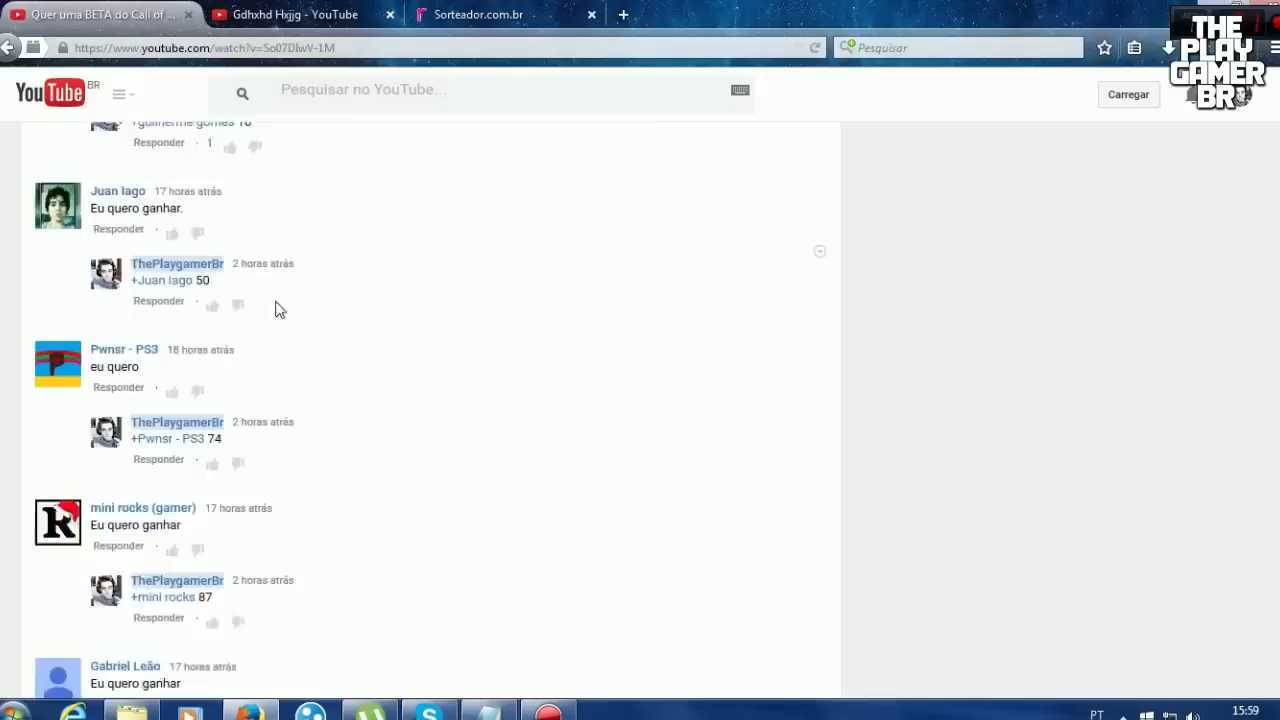 Quer uma BETA do Call of ...
Gdhxhd Hxjjg - YouTube
Sorteador.com.br
https://www.youtube.com/watch?v=So07DIwV-1M
Pesquisar
THE
PLAY
GAMER
BR
YouTube BR
Pesquisar no YouTube...
Carregar
+guilherme gomes 16
Responder · 1
Juan Iago 17 horas atrás
Eu quero ganhar.
Responder ·
ThePlaygamerBr 2 horas atrás
+Juan Iago 50
Responder ·
Pwnsr - PS3 18 horas atrás
eu quero
Responder ·
ThePlaygamerBr 2 horas atrás
+Pwnsr - PS3 74
Responder ·
mini rocks (gamer) 17 horas atrás
Eu quero ganhar
Responder ·
ThePlaygamerBr 2 horas atrás
+mini rocks 87
Responder ·
Gabriel Leão 17 horas atrás
Eu quero ganhar
PT
15:59